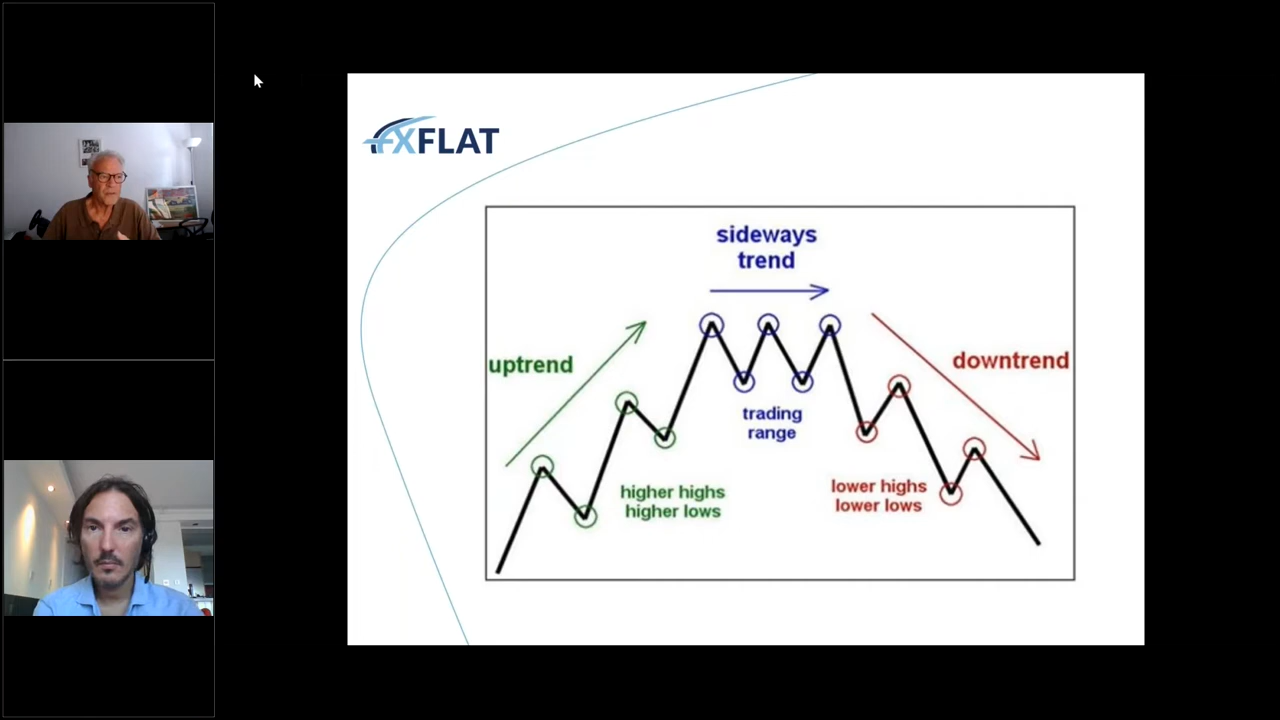 FXFLAT
sideways
trend
uptrend
downtrend
trading
range
higher highs
higher lows
lower highs
lower lows